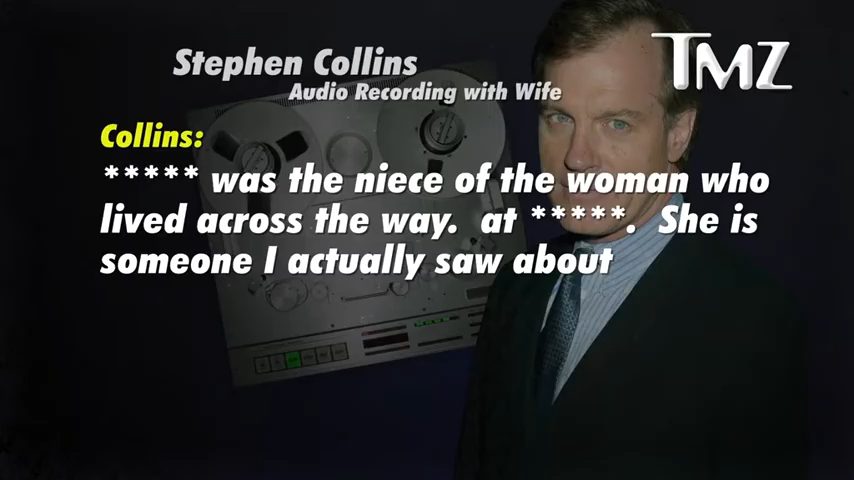 TMZ
Stephen Collins
Audio Recording with Wife
Collins:
***** was the niece of the woman who
lived across the way. at *****. She is
someone I actually saw about